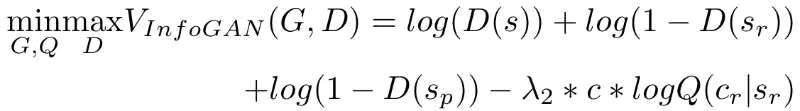 min max V_{InfoGAN}(G, D) = log(D(s)) + log(1 − D(s_r))
G,Q D
+log(1 − D(s_p)) − λ_2 ∗ c ∗ logQ(c_r|s_r)